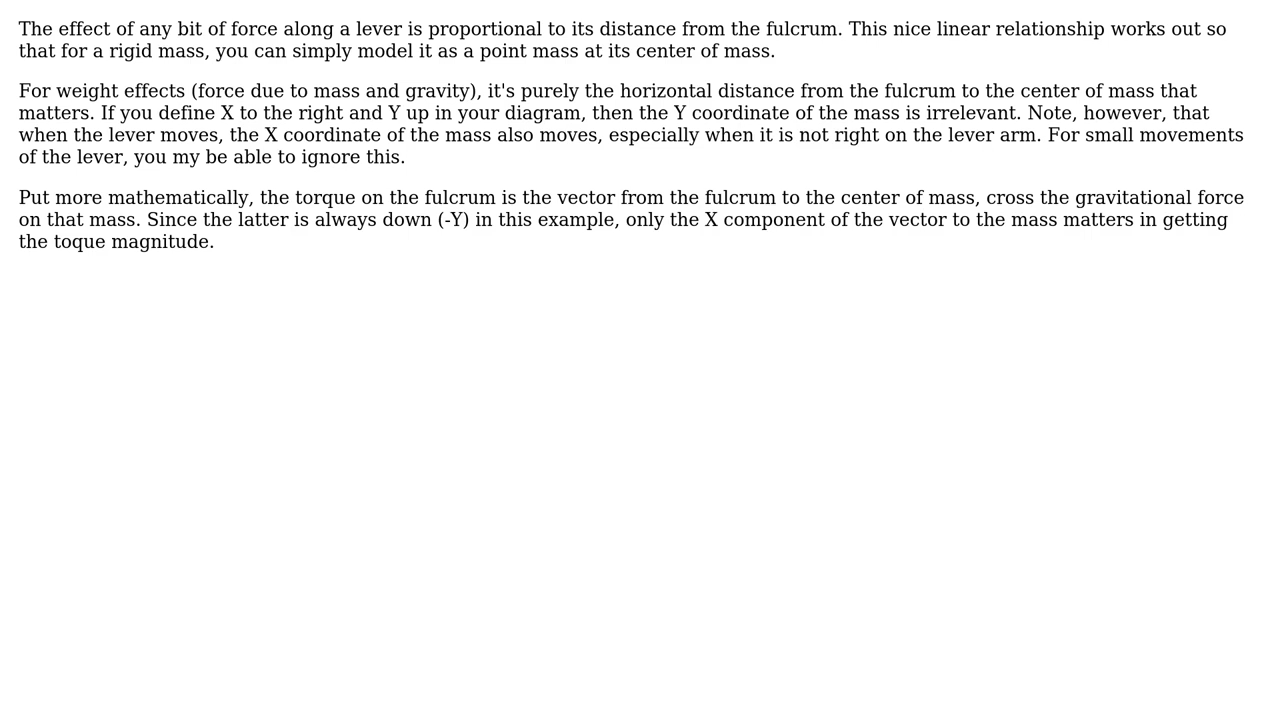 The effect of any bit of force along a lever is proportional to its distance from the fulcrum. This nice linear relationship works out so
that for a rigid mass, you can simply model it as a point mass at its center of mass.
For weight effects (force due to mass and gravity), it's purely the horizontal distance from the fulcrum to the center of mass that
matters. If you define X to the right and Y up in your diagram, then the Y coordinate of the mass is irrelevant. Note, however, that
when the lever moves, the X coordinate of the mass also moves, especially when it is not right on the lever arm. For small movements
of the lever, you my be able to ignore this.
Put more mathematically, the torque on the fulcrum is the vector from the fulcrum to the center of mass, cross the gravitational force
on that mass. Since the latter is always down (-Y) in this example, only the X component of the vector to the mass matters in getting
the toque magnitude.